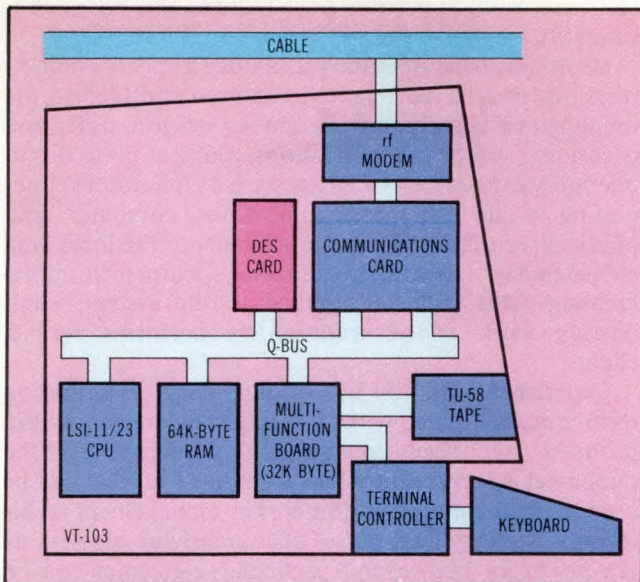 CABLE
rf
MODEM
DES
CARD
COMMUNICATIONS
CARD
Q-BUS
LSI-11/23
CPU
64K-BYTE
RAM
MULTI-
FUNCTION
BOARD
(32K BYTE)
TU-58
TAPE
TERMINAL
CONTROLLER
KEYBOARD
VT-103